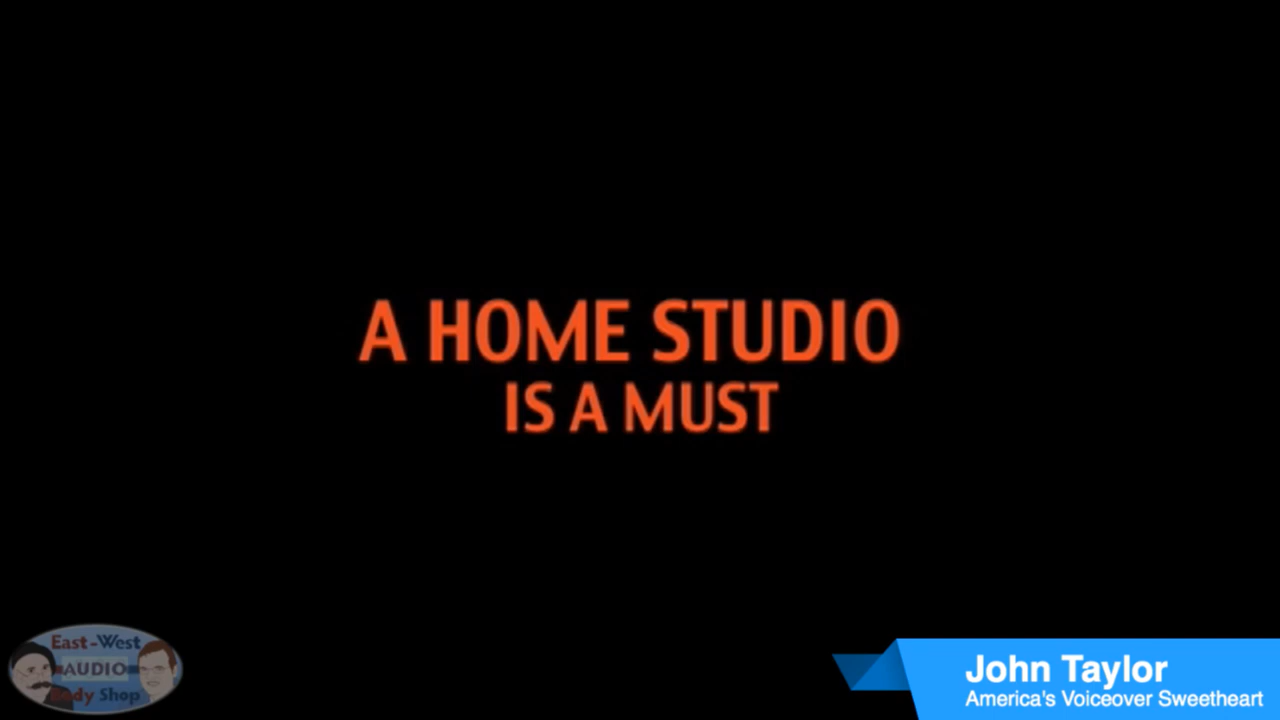 A HOME STUDIO
IS A MUST
East-West
AUDIO
Body Shop
John Taylor
America's Voiceover Sweetheart